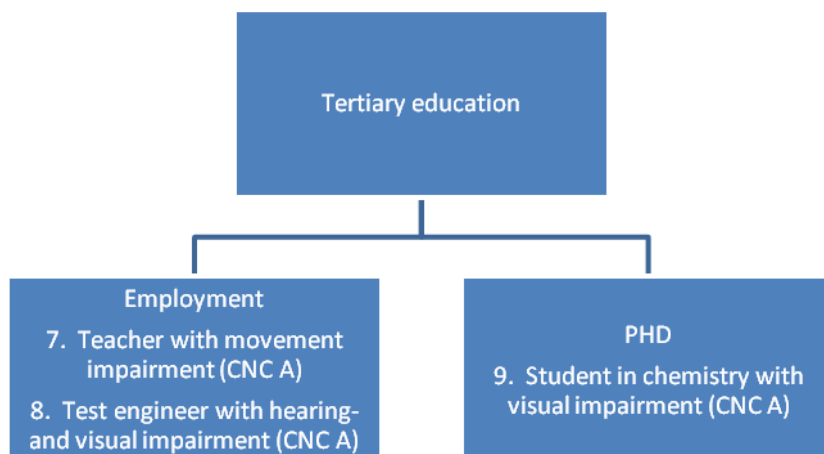 Tertiary education
Employment
7. Teacher with movement
impairment (CNC A)
8. Test engineer with hearing-
and visual impairment (CNC A)
PHD
9. Student in chemistry with
visual impairment (CNC A)